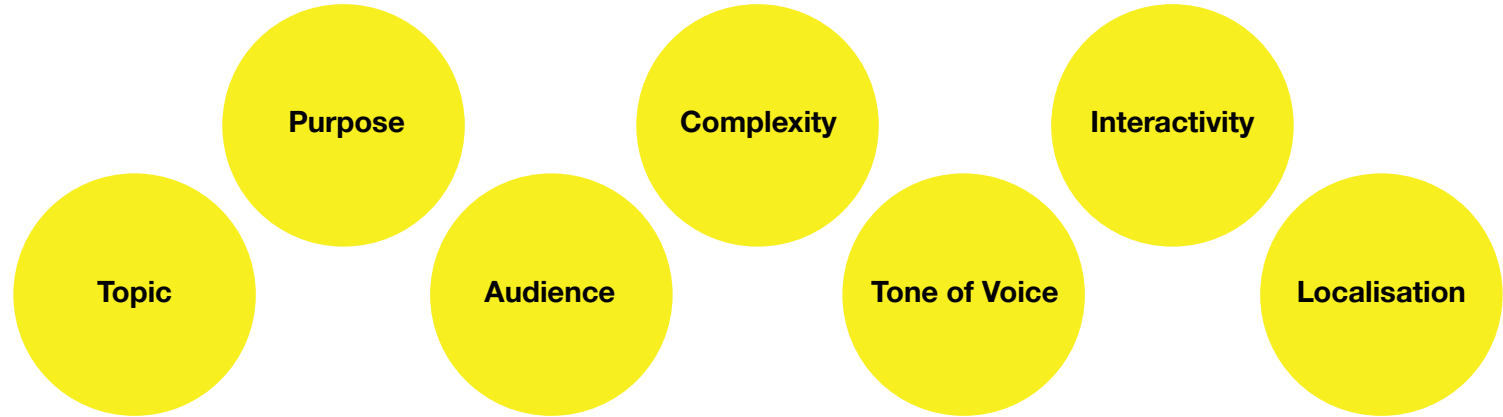 Purpose
Complexity
Interactivity
Topic
Audience
Tone of Voice
Localisation